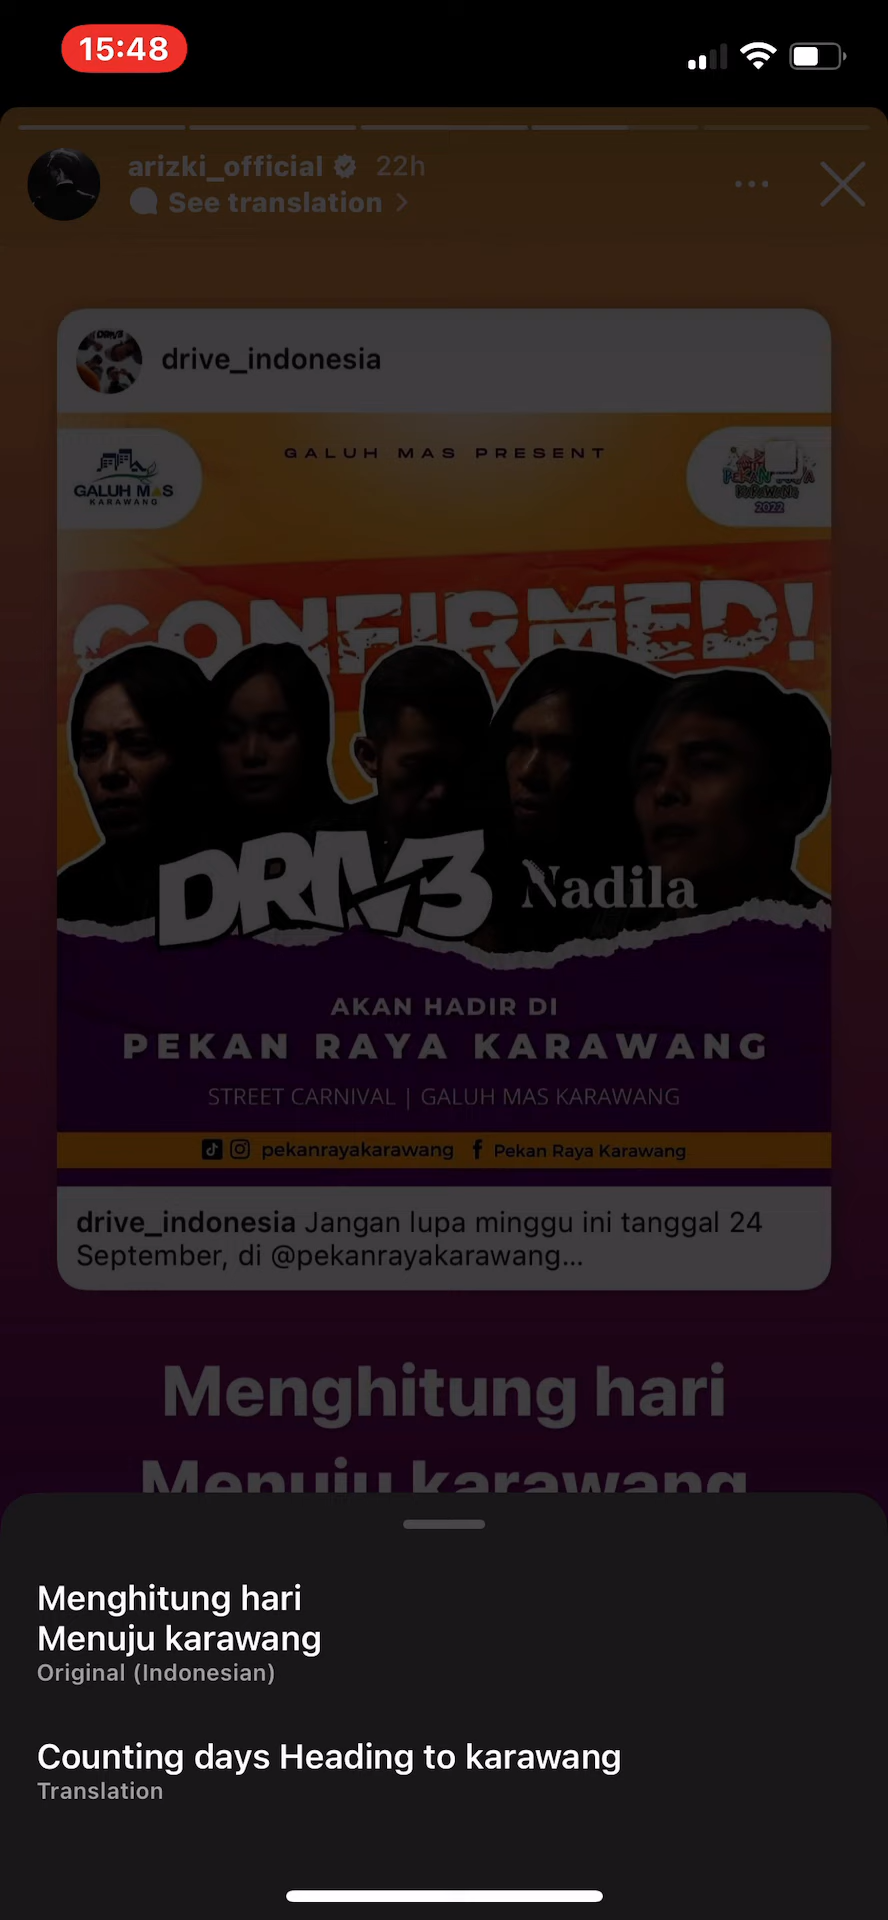 15:48
arizki_official 22h
See translation
drive_indonesia
GALUH MAS
KARAWANG
GALUH MAS PRESENT
2022
CONFIRMED!
DRIV3 Nadila
AKAN HADIR DI
PEKAN RAYA KARAWANG
STREET CARNIVAL | GALUH MAS KARAWANG
pekanrayakarawang Pekan Raya Karawang
drive_indonesia Jangan lupa minggu ini tanggal 24
September, di @pekanrayakarawang...
Menghitung hari
Menuju karawang
Menghitung hari
Menuju karawang
Original (Indonesian)
Counting days Heading to karawang
Translation